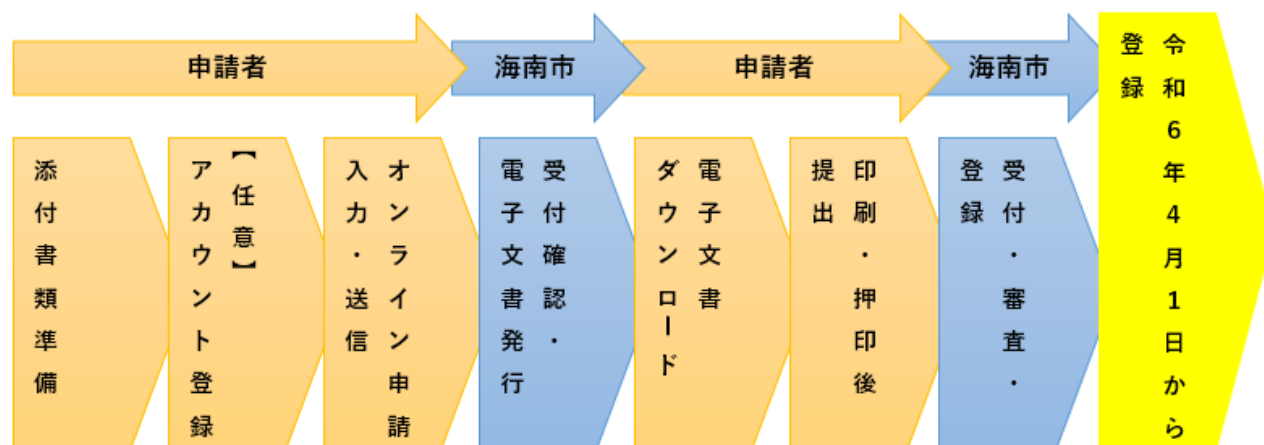 申請者
海南市
申請者
海南市
令和6年4月1日から
登録
添付書類準備
【任意】
アカウント登録
オンライン申請
入力・送信
受付確認・
電子文書発行
電子文書
ダウンロード
印刷・押印後
提出
受付・審査・
登録